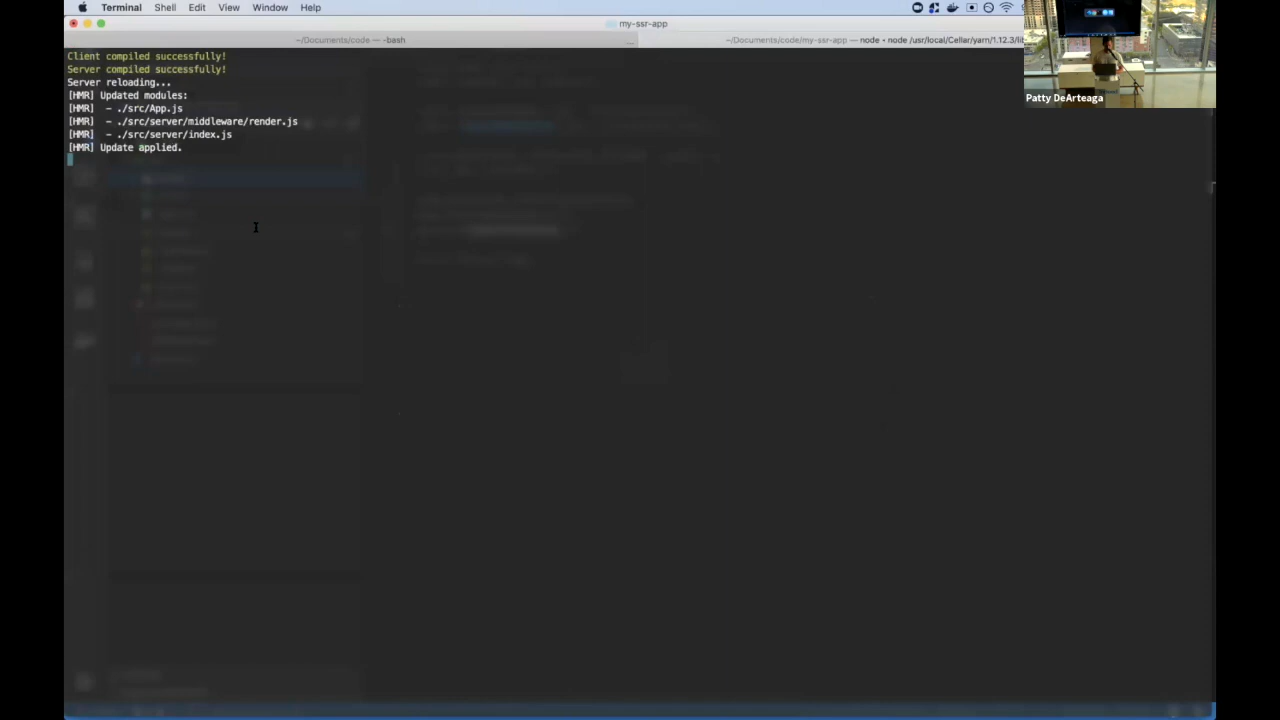 Terminal Shell Edit View Window Help
my-ssr-app
~/Documents/code — -bash
~/Documents/code/my-ssr-app — node ‹ node /usr/local/Cellar/yarn/1.12.3/li
Client compiled successfully!
Server compiled successfully!
Server reloading...
[HMR] Updated modules:
[HMR]  - ./src/App.js
[HMR]  - ./src/server/middleware/render.js
[HMR]  - ./src/server/index.js
[HMR] Update applied.
Patty DeArteaga